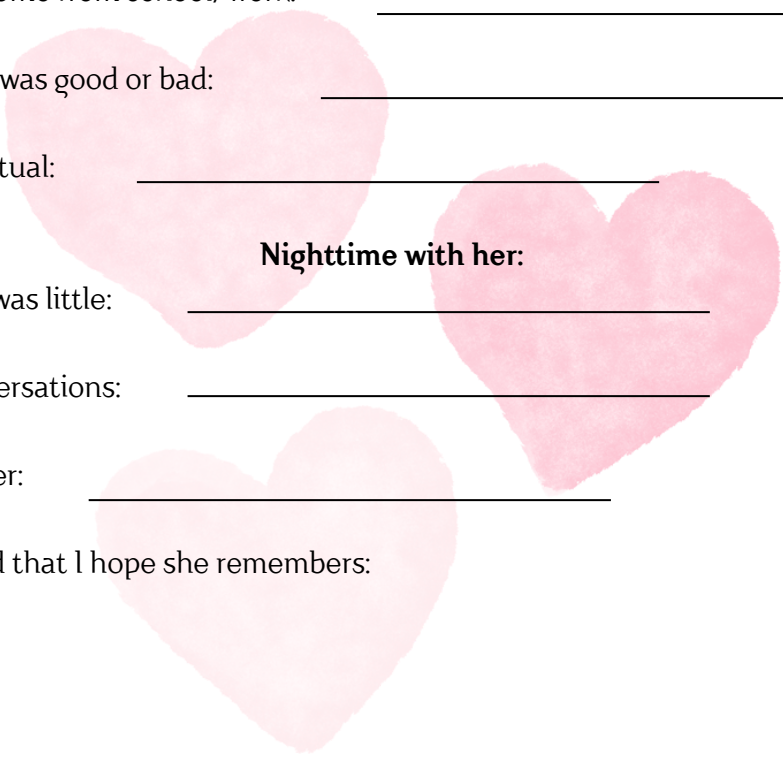 was good or bad:
tual:
Nighttime with her:
was little:
ersations:
er:
d that I hope she remembers: